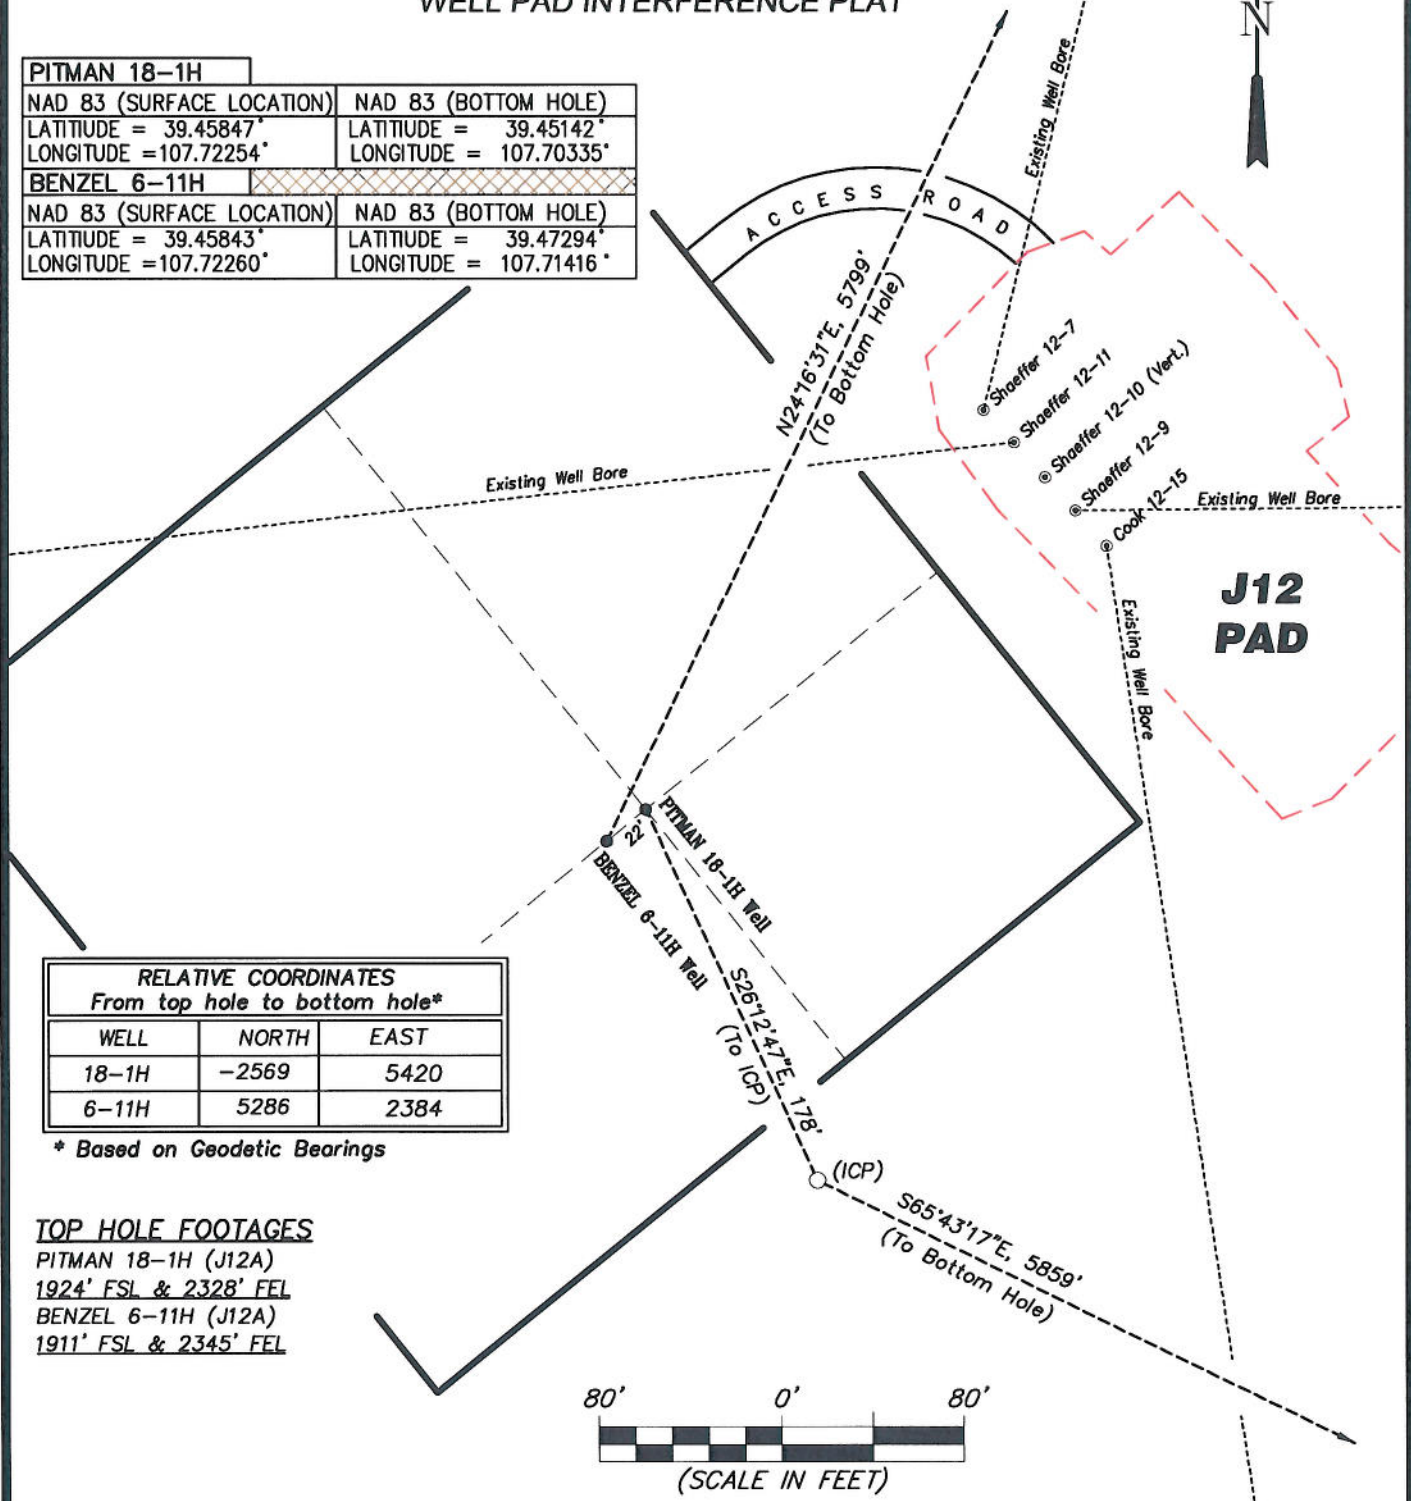 WELL PAD INTERFERENCE PLAT
N
PITMAN 18-1H
NAD 83 (SURFACE LOCATION) NAD 83 (BOTTOM HOLE)
LATITIUDE = 39.45847° LATITIUDE = 39.45142°
LONGITUDE =107.72254° LONGITUDE = 107.70335°
BENZEL 6-11H
NAD 83 (SURFACE LOCATION) NAD 83 (BOTTOM HOLE)
LATITIUDE = 39.45843° LATITIUDE = 39.47294°
LONGITUDE =107.72260° LONGITUDE = 107.71416°
ACCESS ROAD
Existing Well Bore
N24°16'31"E, 5799'
(To Bottom Hole)
Shaeffer 12-7
Shaeffer 12-11
Shaeffer 12-10 (Vert.)
Shaeffer 12-9
Cook 12-15
Existing Well Bore
Existing Well Bore
J12
PAD
Existing Well Bore
22'
PITMAN 18-1H Well
BENZEL 6-11H Well
S26°12'47"E, 178'
(To ICP)
(ICP)
S65°43'17"E, 5859'
(To Bottom Hole)
RELATIVE COORDINATES
From top hole to bottom hole*
WELL NORTH EAST
18-1H -2569 5420
6-11H 5286 2384
* Based on Geodetic Bearings
TOP HOLE FOOTAGES
PITMAN 18-1H (J12A)
1924' FSL & 2328' FEL
BENZEL 6-11H (J12A)
1911' FSL & 2345' FEL
80' 0' 80'
(SCALE IN FEET)